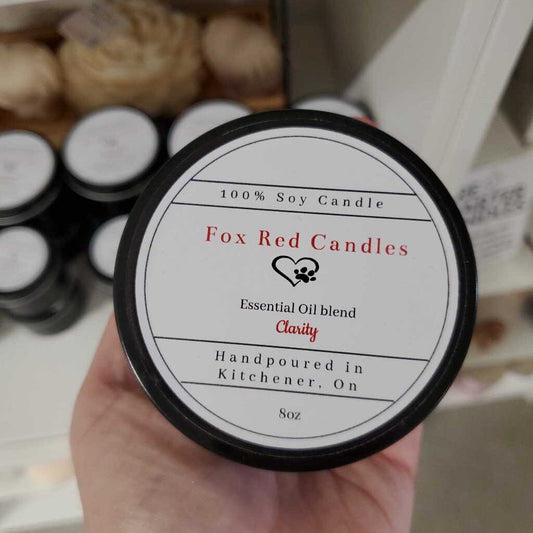 100% Soy Candle
Fox Red Candles
Essential Oil blend
Clarity
Handpoured in
Kitchener, On
8oz